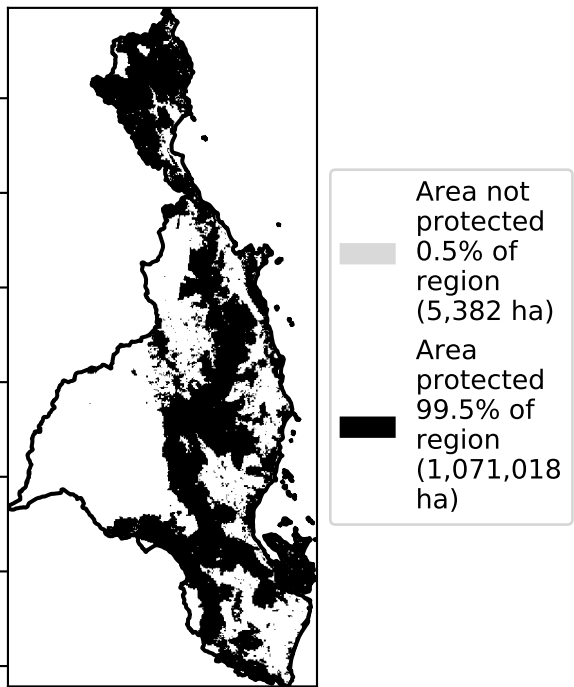 Area not
protected
0.5% of
region
(5,382 ha)
Area
protected
99.5% of
region
(1,071,018
ha)